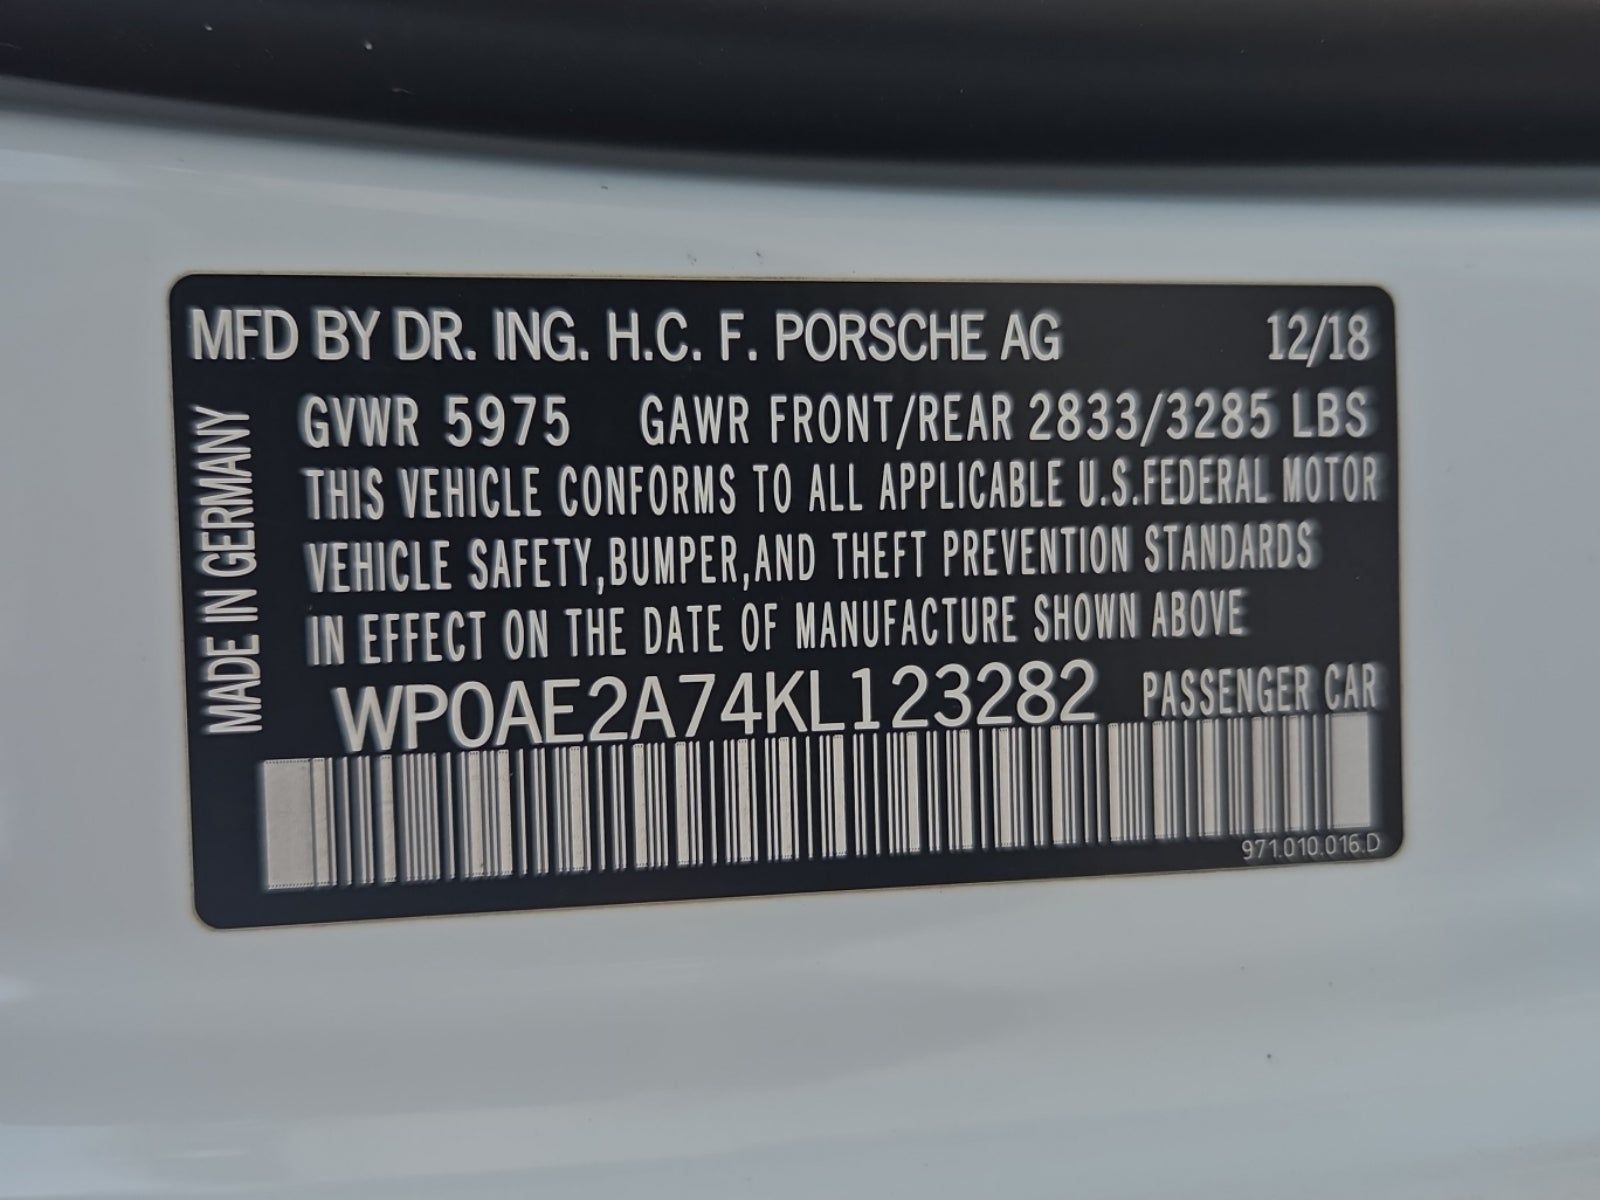 MFD BY DR. ING. H.C. F. PORSCHE AG 12/18
GVWR 5975 GAWR FRONT/REAR 2833/3285 LBS
THIS VEHICLE CONFORMS TO ALL APPLICABLE U.S.FEDERAL MOTOR
VEHICLE SAFETY,BUMPER,AND THEFT PREVENTION STANDARDS
IN EFFECT ON THE DATE OF MANUFACTURE SHOWN ABOVE
WP0AE2A74KL123282 PASSENGER CAR
971.010.016.D
MADE IN GERMANY